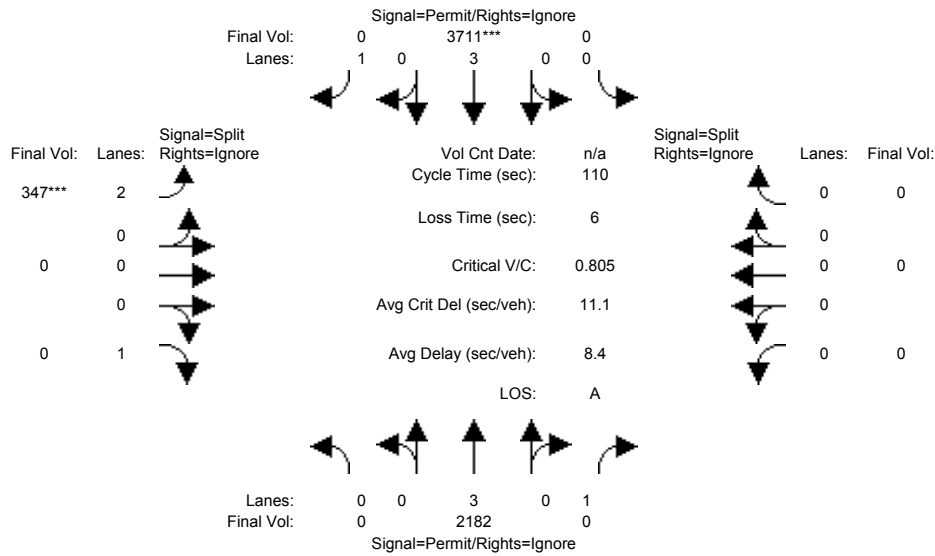 Signal=Permit/Rights=Ignore
Final Vol: 0 3711*** 0
Lanes: 1 0 3 0 0
Signal=Split
Final Vol: Lanes: Rights=Ignore
Vol Cnt Date: n/a
Signal=Split
Rights=Ignore Lanes: Final Vol:
Cycle Time (sec): 110
347*** 2
0 0
Loss Time (sec): 6
0
0
0 0
Critical V/C: 0.805
0 0
0
Avg Crit Del (sec/veh): 11.1
0
0 1
Avg Delay (sec/veh): 8.4
0 0
LOS: A
Lanes: 0 0 3 0 1
Final Vol: 0 2182 0
Signal=Permit/Rights=Ignore